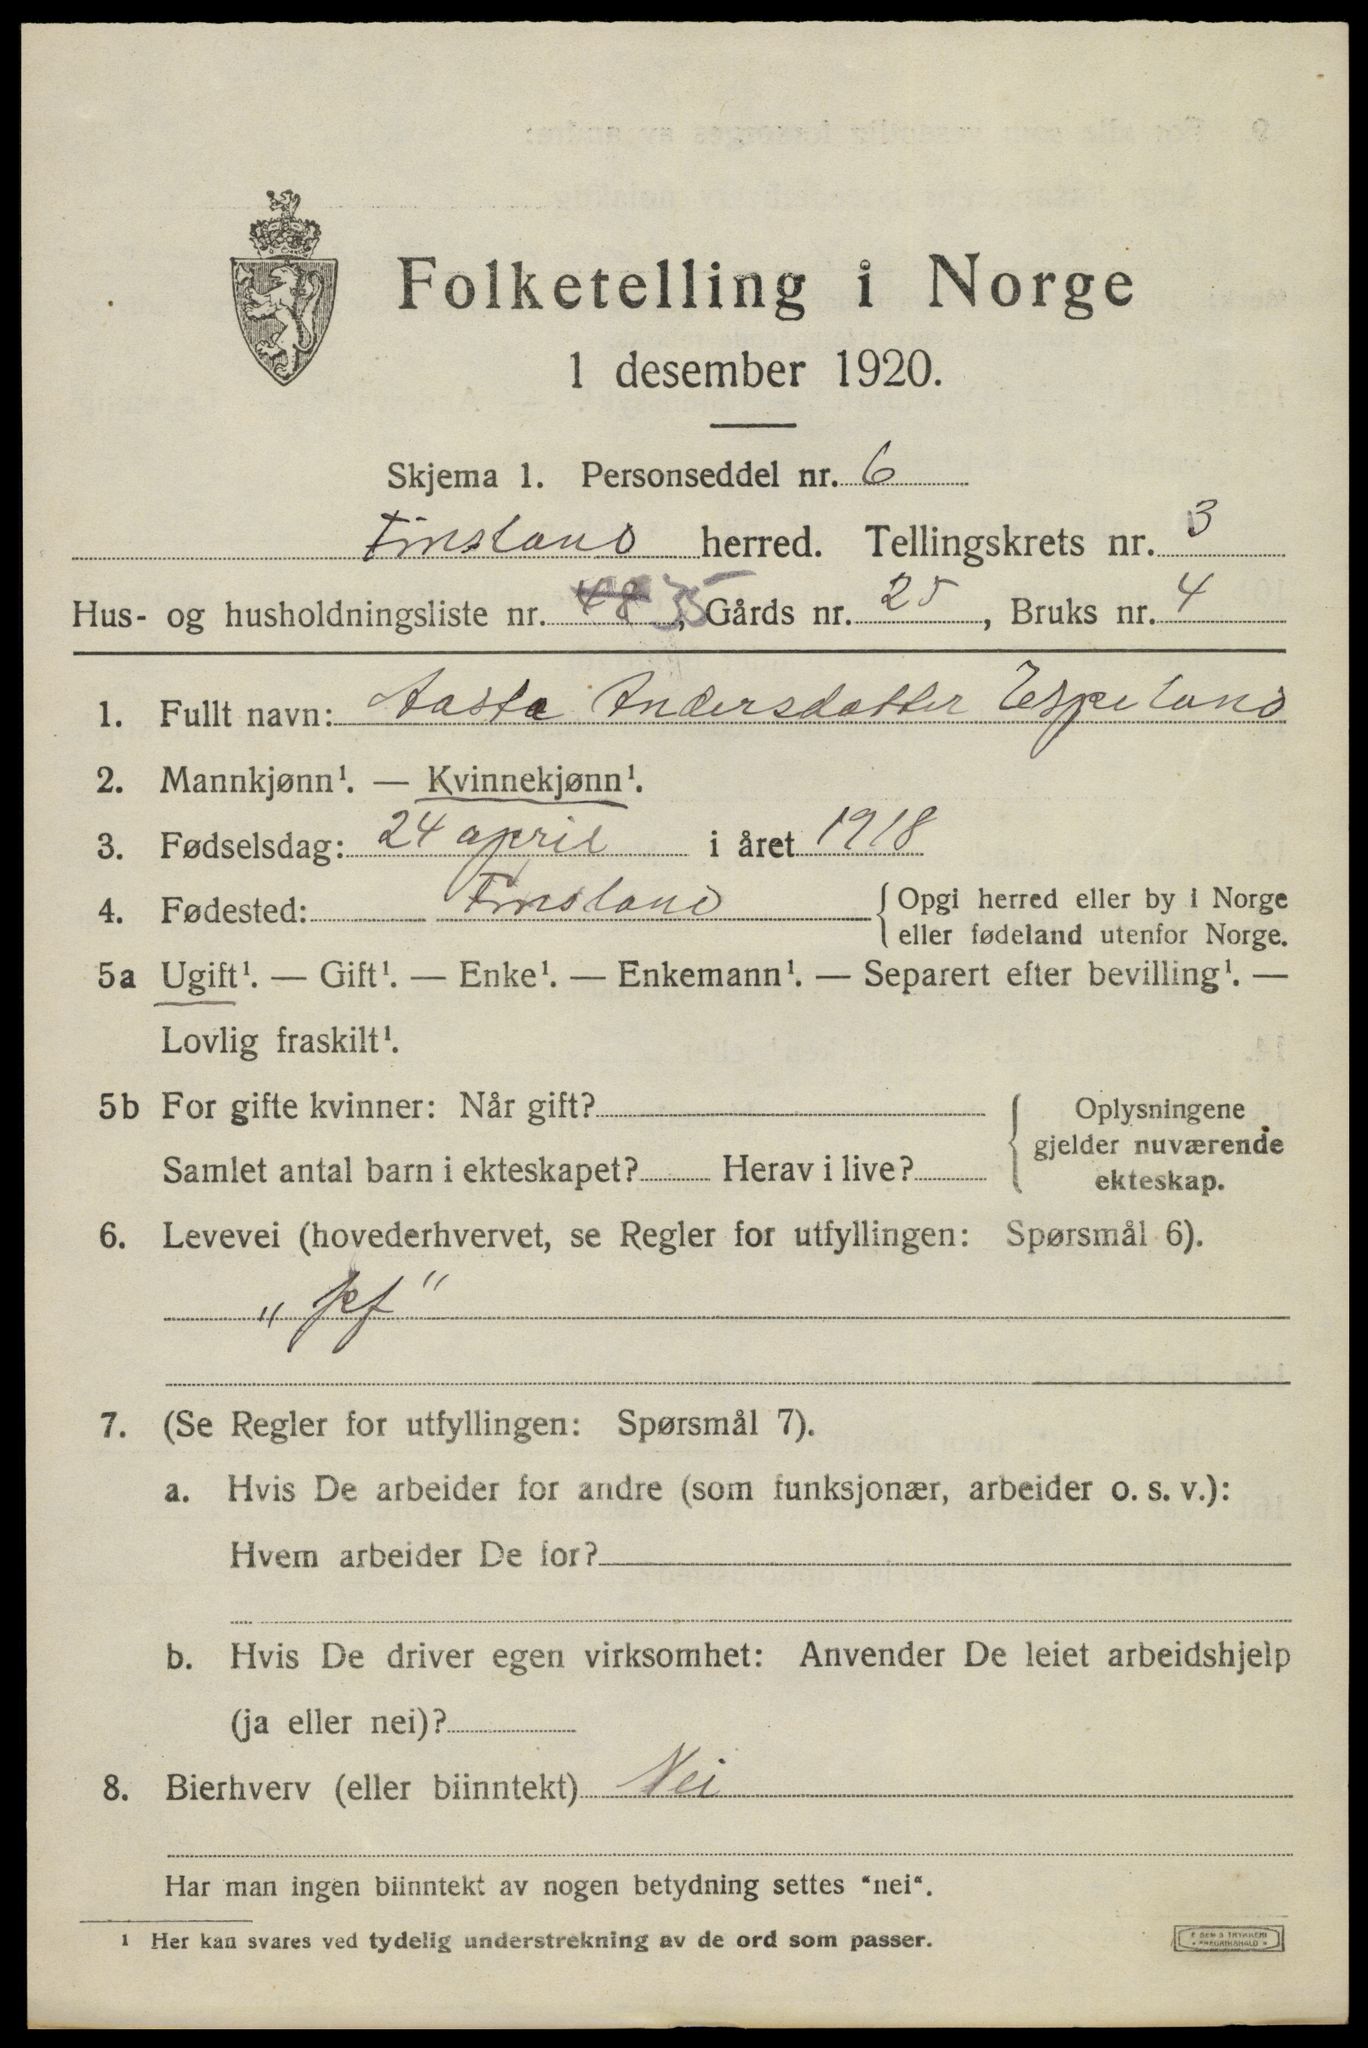 Folketelling i Norge
1 desember 1920.
Skjema 1. Personseddel nr. 6
Finsland herred. Tellingskrets nr. 3
Hus- og husholdningsliste nr. 48 35, Gårds nr. 25, Bruks nr. 4
1. Fullt navn: Aasta Andersdatter Espeland
2. Mannkjønn¹. — Kvinnekjønn¹.
3. Fødselsdag: 24 april i året 1918
4. Fødested: Finsland {Opgi herred eller by i Norge
eller fødeland utenfor Norge.
5a Ugift¹. — Gift¹. — Enke¹. — Enkemann¹. — Separert efter bevilling¹. —
Lovlig fraskilt¹.
5b For gifte kvinner: Når gift? { Oplysningene
gjelder nuværende
Samlet antal barn i ekteskapet? Herav i live? ekteskap.
6. Levevei (hovederhvervet, se Regler for utfyllingen: Spørsmål 6).
7. (Se Regler for utfyllingen: Spørsmål 7).
a. Hvis De arbeider for andre (som funksjonær, arbeider o. s. v.):
Hvem arbeider De for?
b. Hvis De driver egen virksomhet: Anvender De leiet arbeidshjelp
(ja eller nei)?
8. Bierhverv (eller biinntekt) Nei
Har man ingen biinntekt av nogen betydning settes "nei".
¹ Her kan svares ved tydelig understrekning av de ord som passer.